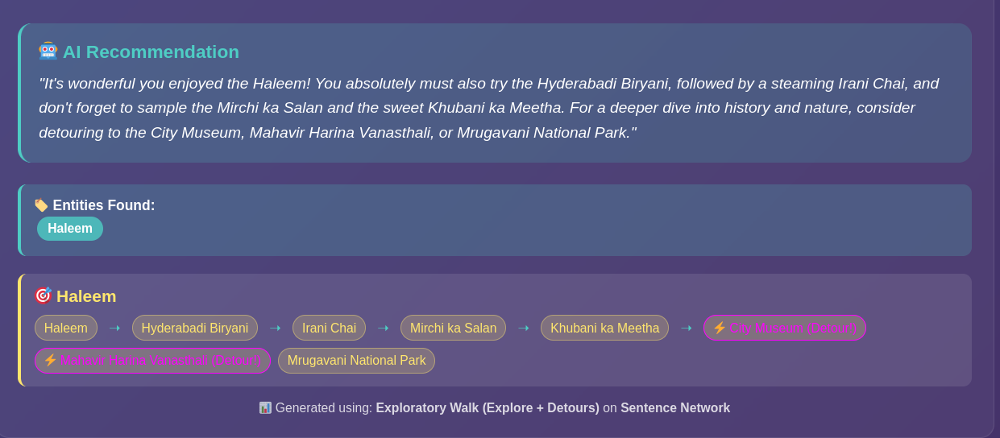 AI Recommendation
"It's wonderful you enjoyed the Haleem! You absolutely must also try the Hyderabadi Biryani, followed by a steaming Irani Chai, and
don't forget to sample the Mirchi ka Salan and the sweet Khubani ka Meetha. For a deeper dive into history and nature, consider
detouring to the City Museum, Mahavir Harina Vanasthali, or Mrugavani National Park."
Entities Found:
Haleem
Haleem
Haleem → Hyderabadi Biryani → Irani Chai → Mirchi ka Salan → Khubani ka Meetha → ⚡ City Museum (Detour!)
⚡ Mahavir Harina Vanasthali (Detour!) Mrugavani National Park
Generated using: Exploratory Walk (Explore + Detours) on Sentence Network